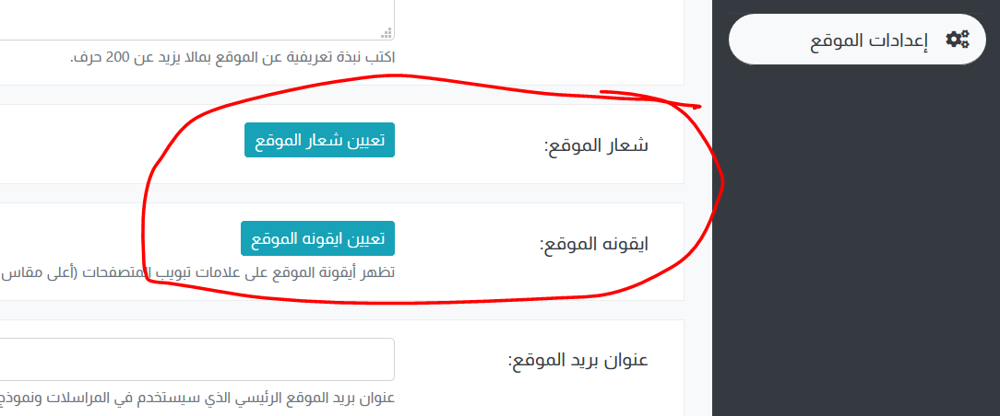 إعدادات الموقع
اكتب نبذة تعريفية عن الموقع بمالا يزيد عن 200 حرف.
شعار الموقع:
تعيين شعار الموقع
ايقونه الموقع:
تعيين ايقونه الموقع
تظهر أيقونة الموقع على علامات تبويب المتصفحات (أعلى مقاس
عنوان بريد الموقع:
عنوان بريد الموقع الرئيسي الذي سيستخدم في المراسلات ونموذج